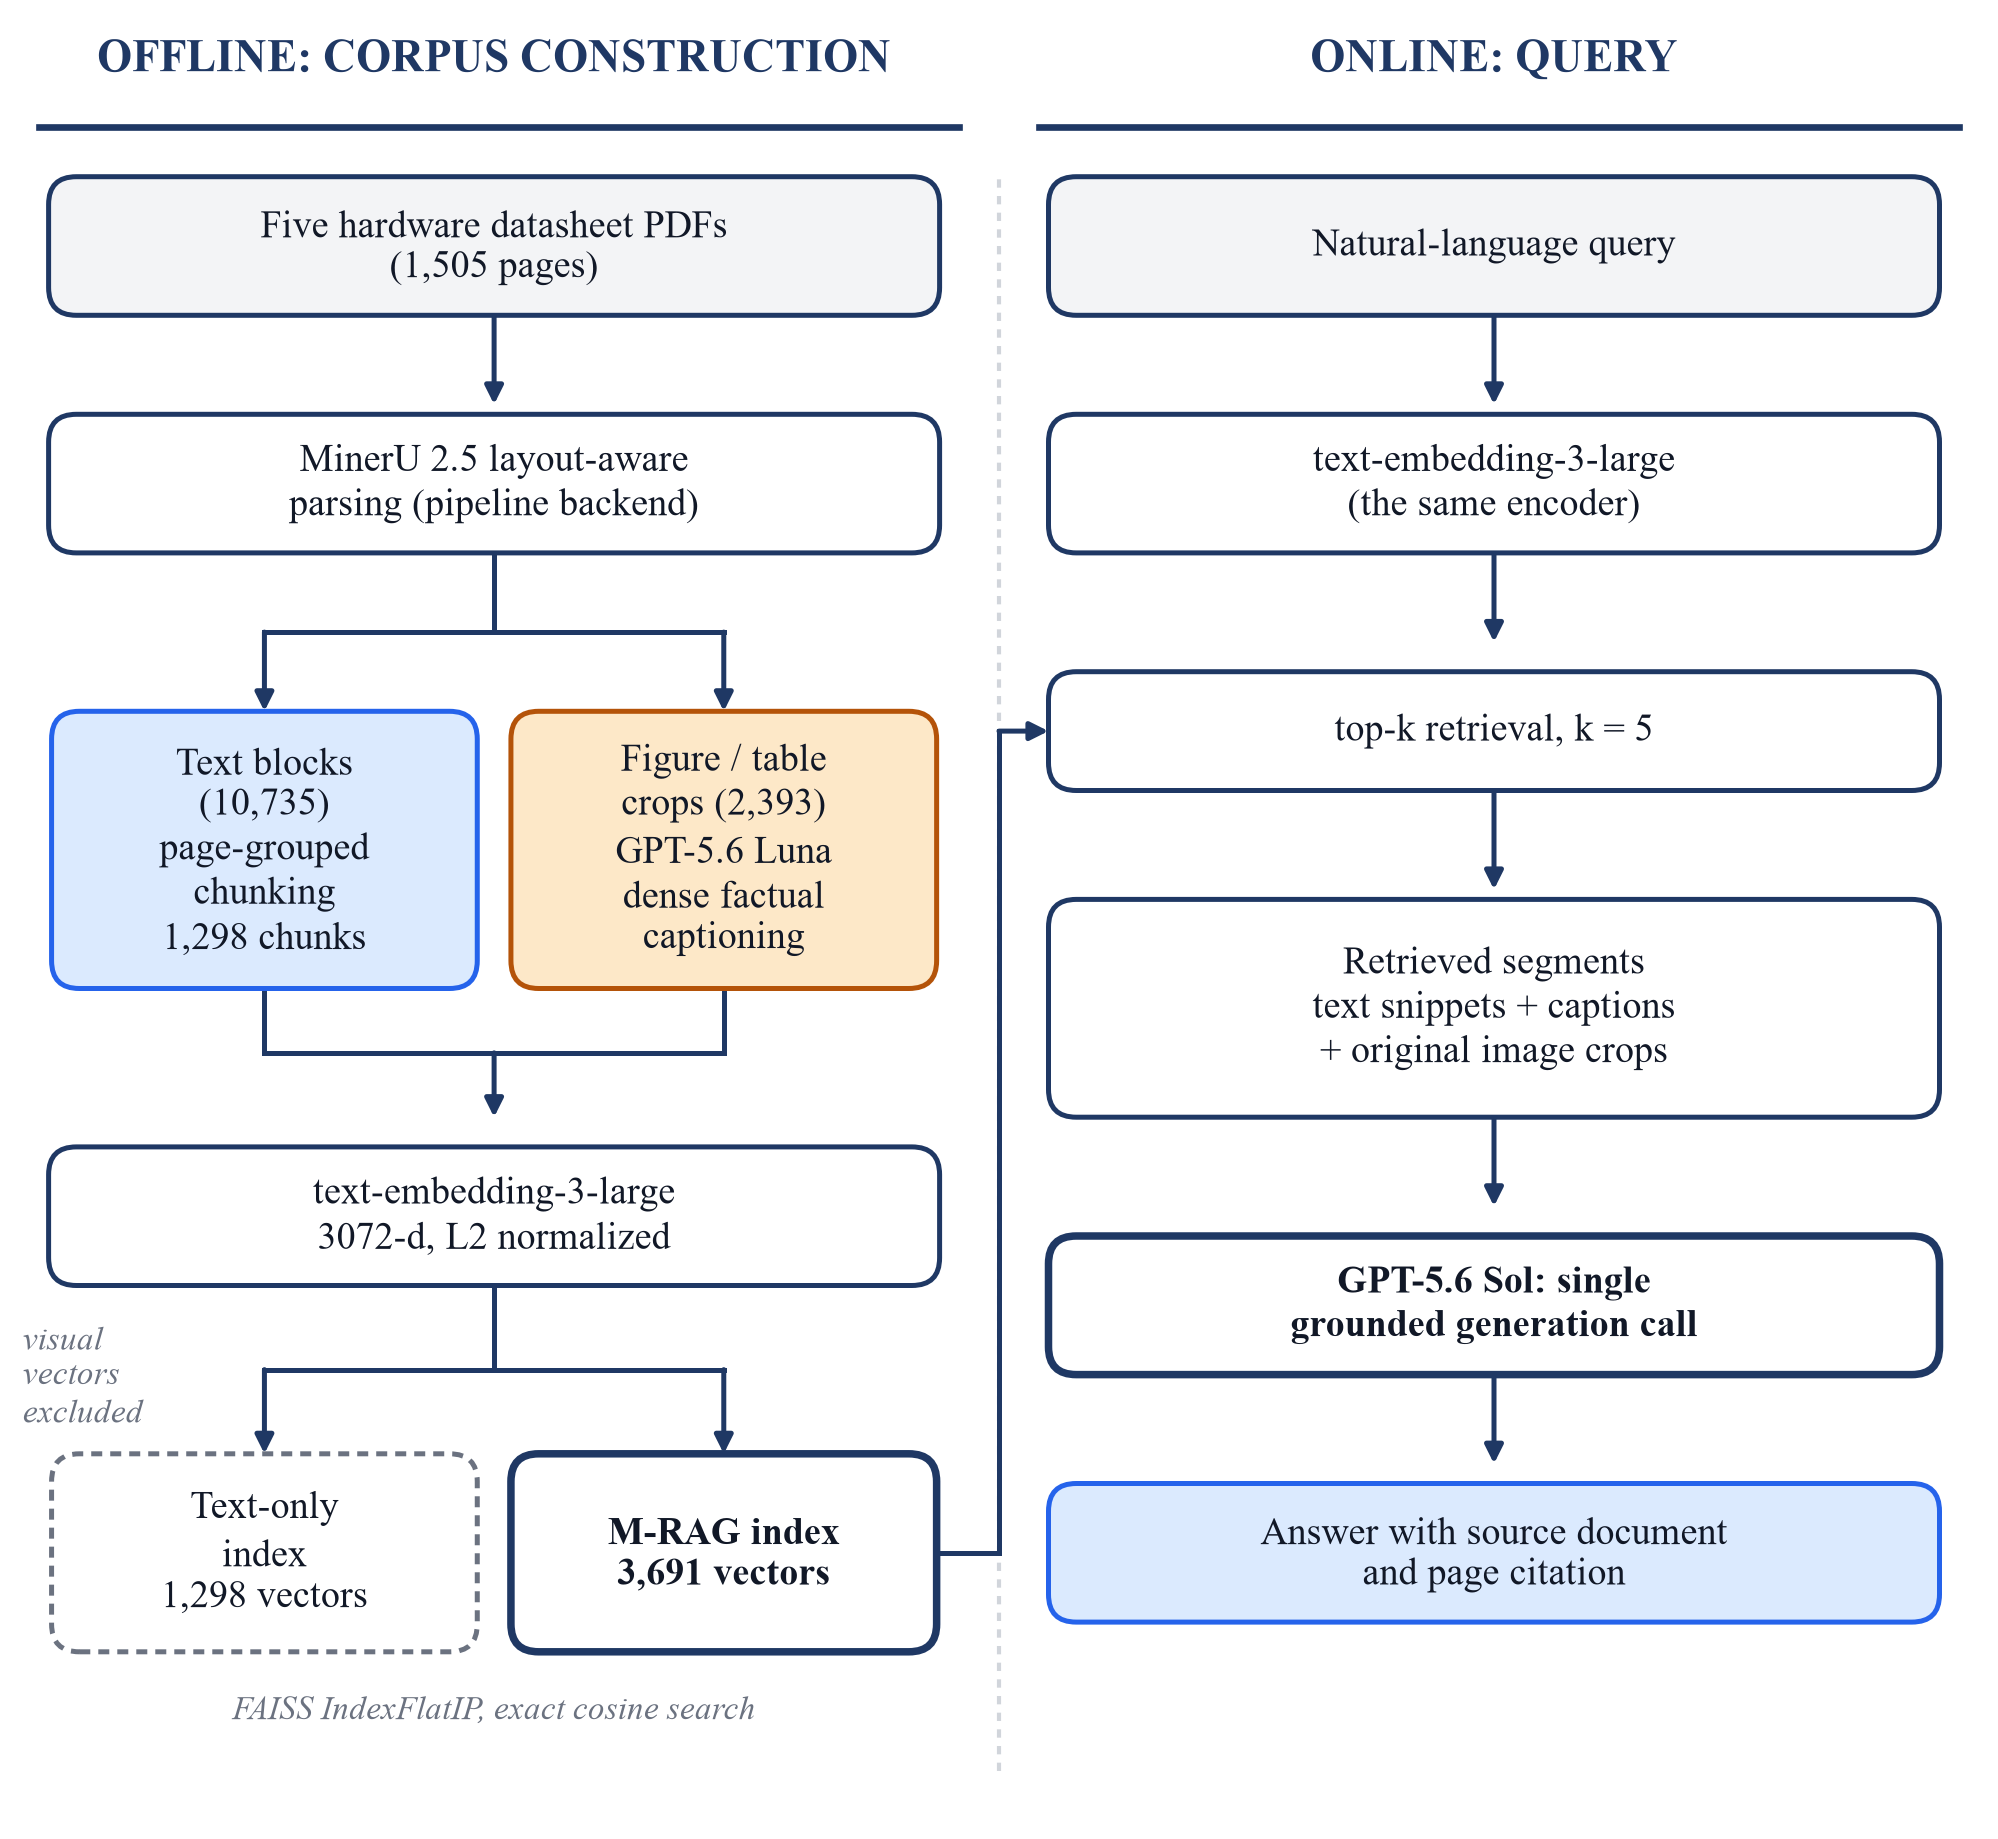 OFFLINE: CORPUS CONSTRUCTION
Five hardware datasheet PDFs
(1,505 pages)
MinerU 2.5 layout-aware
parsing (pipeline backend)
Text blocks
(10,735)
page-grouped
chunking
1,298 chunks
Figure / table
crops (2,393)
GPT-5.6 Luna
dense factual
captioning
text-embedding-3-large
3072-d, L2 normalized
visual
vectors
excluded
Text-only
index
1,298 vectors
M-RAG index
3,691 vectors
FAISS IndexFlatIP, exact cosine search
ONLINE: QUERY
Natural-language query
text-embedding-3-large
(the same encoder)
top-k retrieval, k = 5
Retrieved segments
text snippets + captions
+ original image crops
GPT-5.6 Sol: single
grounded generation call
Answer with source document
and page citation